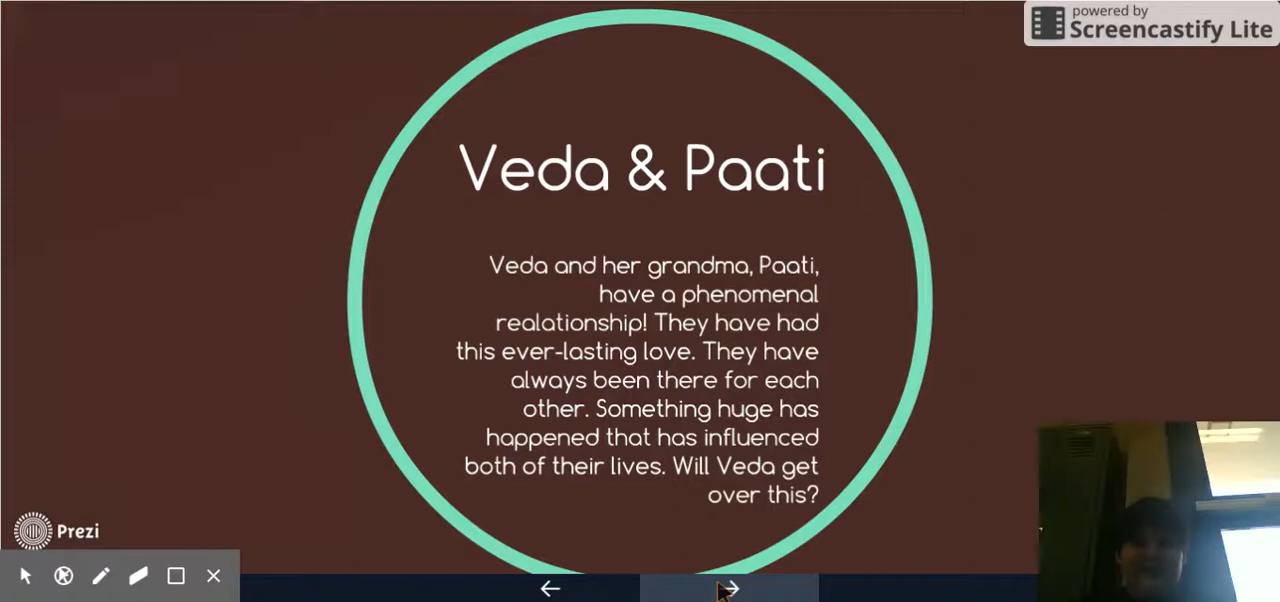 powered by
Screencastify Lite
Veda & Paati
Veda and her grandma, Paati,
have a phenomenal
realationship! They have had
this ever-lasting love. They have
always been there for each
other. Something huge has
happened that has influenced
both of their lives. Will Veda get
over this?
Prezi